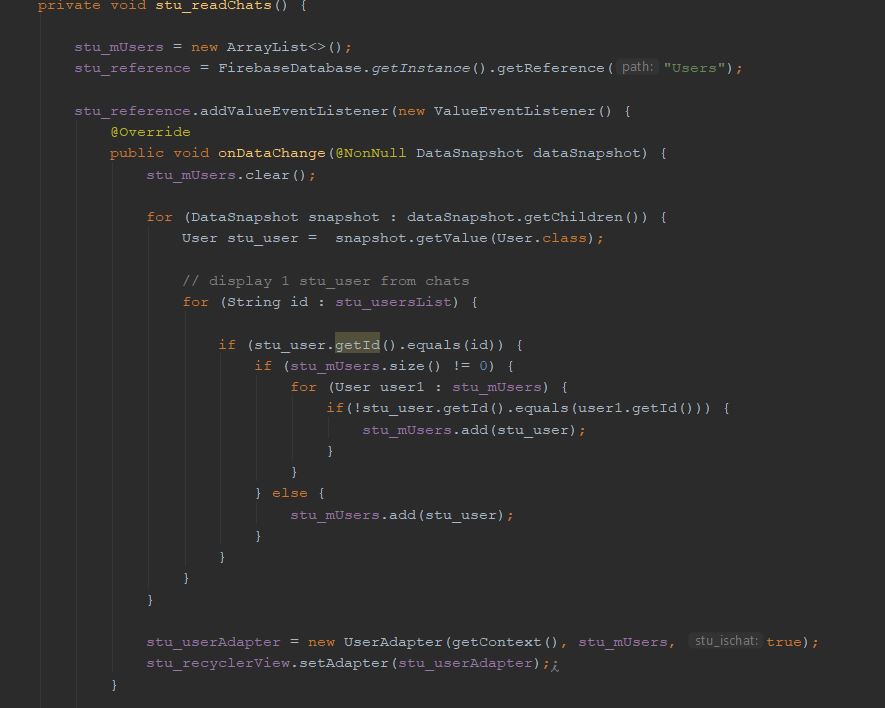 private void stu_readChats() {
stu_mUsers = new ArrayList<>();
stu_reference = FirebaseDatabase.getInstance().getReference( path: "Users");
stu_reference.addValueEventListener(new ValueEventListener() {
@Override
public void onDataChange(@NonNull DataSnapshot dataSnapshot) {
stu_mUsers.clear();
for (DataSnapshot snapshot : dataSnapshot.getChildren()) {
User stu_user =  snapshot.getValue(User.class);
// display 1 stu_user from chats
for (String id : stu_usersList) {
if (stu_user.getId().equals(id)) {
if (stu_mUsers.size() != 0) {
for (User user1 : stu_mUsers) {
if(!stu_user.getId().equals(user1.getId())) {
stu_mUsers.add(stu_user);
}
}
} else {
stu_mUsers.add(stu_user);
}
}
}
}
stu_userAdapter = new UserAdapter(getContext(), stu_mUsers, stu_ischat: true);
stu_recyclerView.setAdapter(stu_userAdapter);;
}